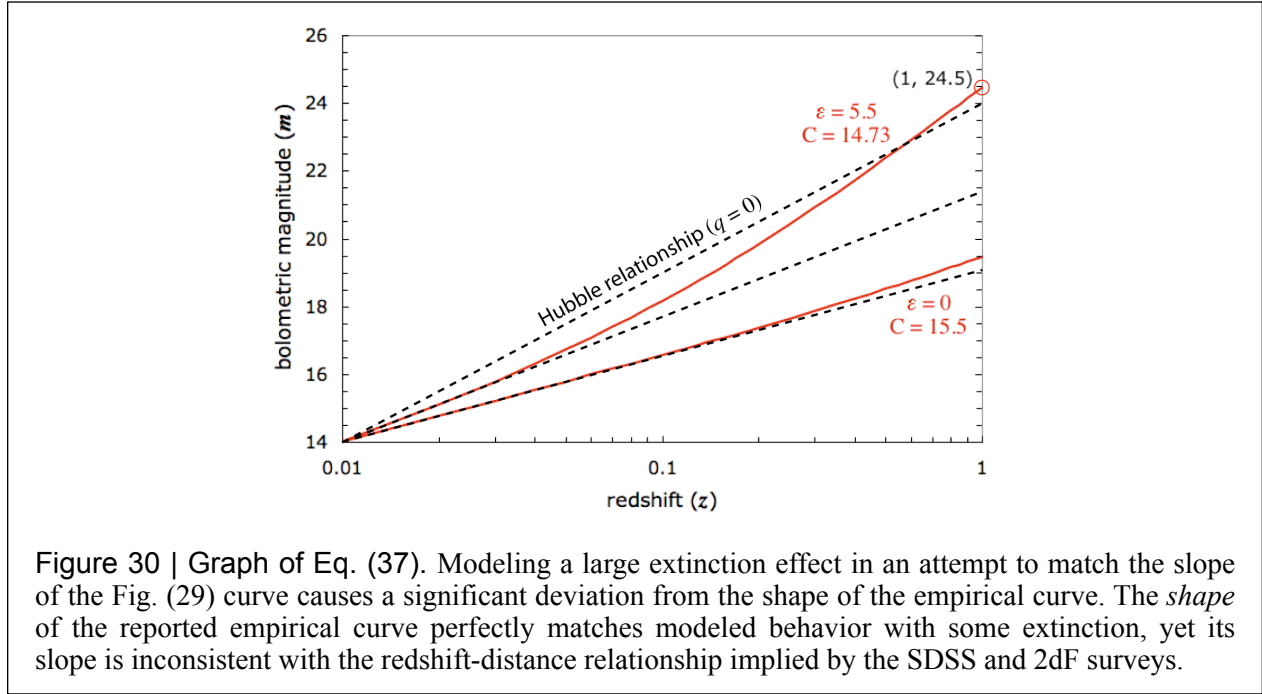 26
24
22
20
18
16
14
bolometric magnitude (m)
(1, 24.5)
ε = 5.5
C = 14.73
Hubble relationship (q = 0)
ε = 0
C = 15.5
0.01
0.1
1
redshift (z)
Figure 30 | Graph of Eq. (37). Modeling a large extinction effect in an attempt to match the slope
of the Fig. (29) curve causes a significant deviation from the shape of the empirical curve. The shape
of the reported empirical curve perfectly matches modeled behavior with some extinction, yet its
slope is inconsistent with the redshift-distance relationship implied by the SDSS and 2dF surveys.